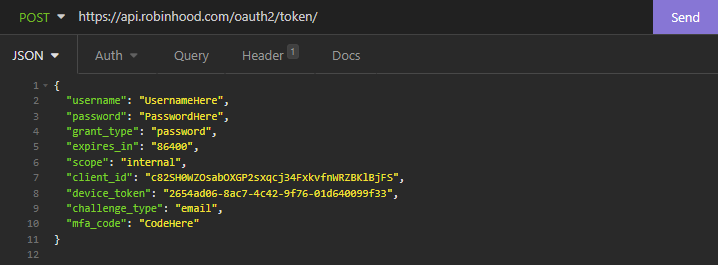 POST https://api.robinhood.com/oauth2/token/ Send
JSON Auth Query Header 1 Docs
1 {
2 "username": "UsernameHere",
3 "password": "PasswordHere",
4 "grant_type": "password",
5 "expires_in": "86400",
6 "scope": "internal",
7 "client_id": "c82SH0WZOsabOXGP2sxqcj34FxkvfnWRZBKlBjFS",
8 "device_token": "2654ad06-8ac7-4c42-9f76-01d640099f33",
9 "challenge_type": "email",
10 "mfa_code": "CodeHere"
11 }
12